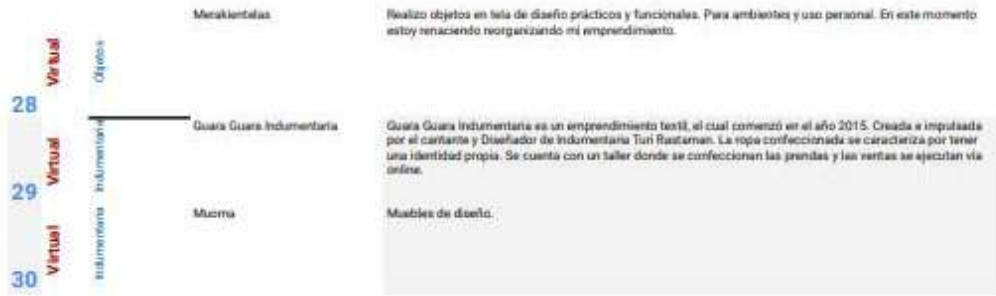 28
Virtual
Objetos
Merakientelas
Realizo objetos en tela de diseño prácticos y funcionales. Para ambientes y uso personal. En este momento
estoy renaciendo reorganizando mi emprendimiento.
29
Virtual
Indumentaria
Guara Guara Indumentaria
Guara Guara Indumentaria es un emprendimiento textil, el cual comenzó en el año 2015. Creada e impulsada
por el cantante y Diseñador de Indumentaria Turi Rastaman. La ropa confeccionada se caracteriza por tener
una identidad propia. Se cuenta con un taller donde se confeccionan las prendas y las ventas se ejecutan vía
online.
30
Virtual
Indumentaria
Muoma
Muebles de diseño.